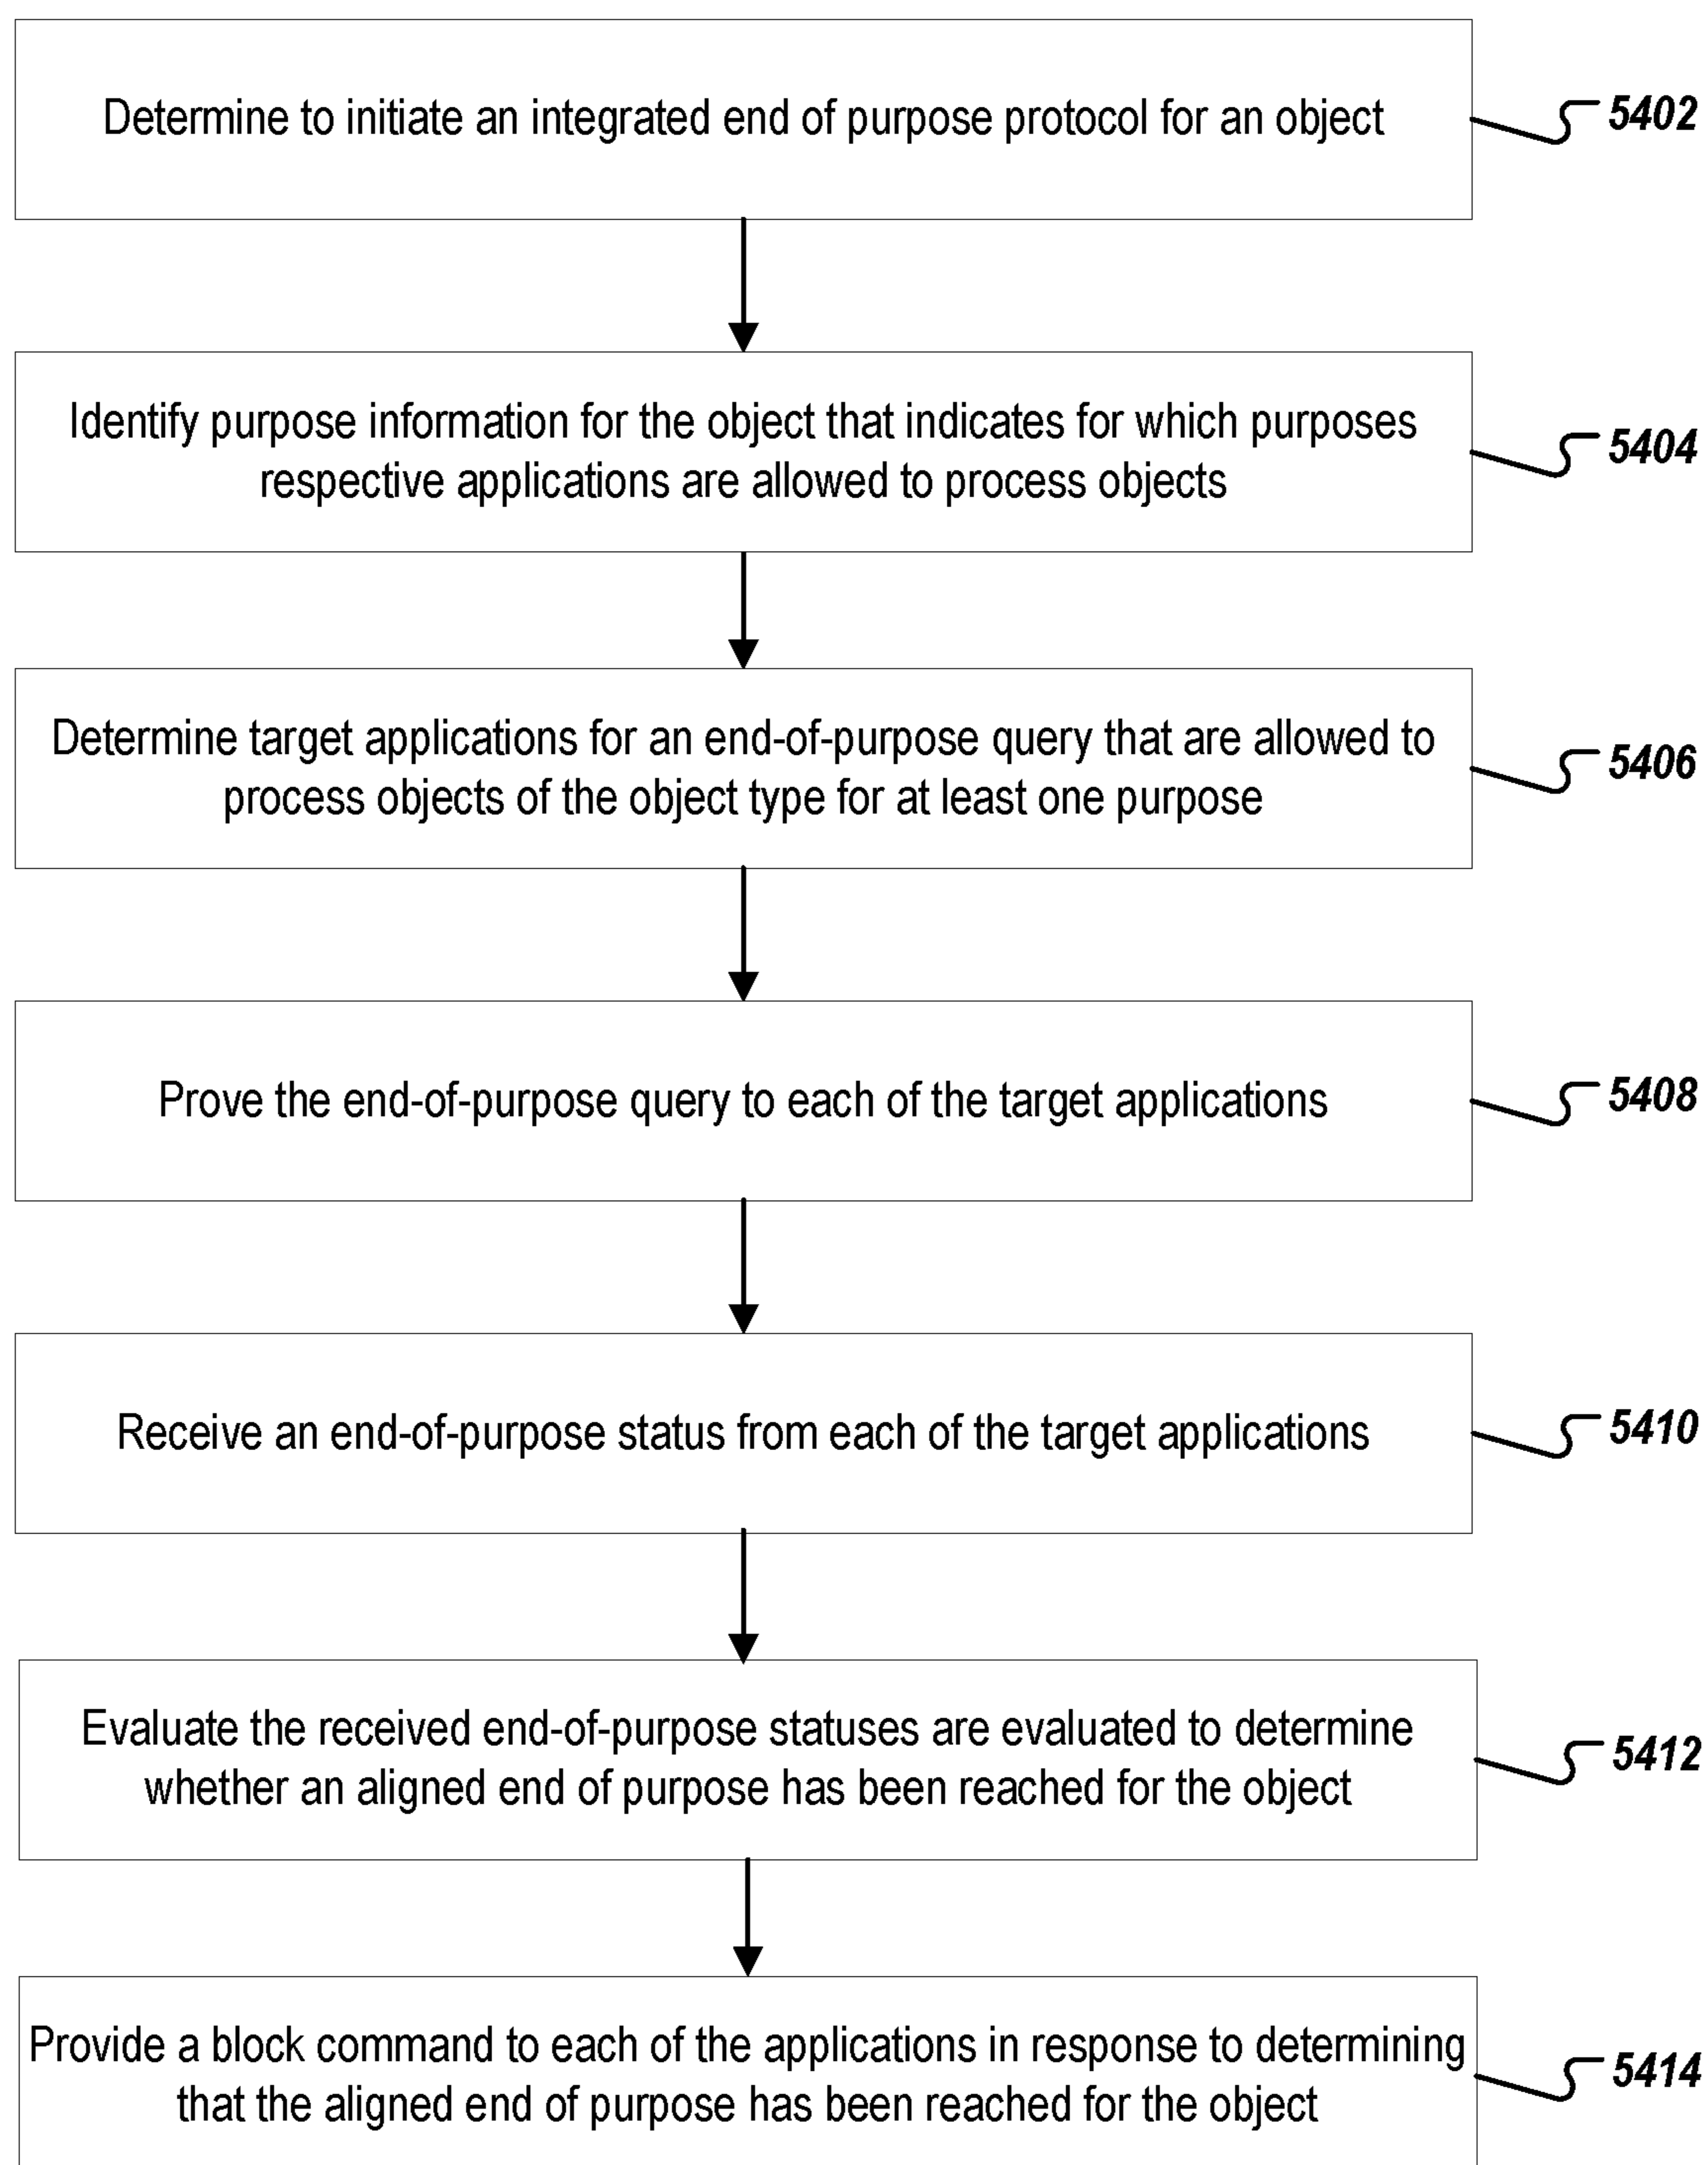 Determine to initiate an integrated end of purpose protocol for an object
5402
Identify purpose information for the object that indicates for which purposes
respective applications are allowed to process objects
5404
Determine target applications for an end-of-purpose query that are allowed to
process objects of the object type for at least one purpose
5406
Prove the end-of-purpose query to each of the target applications
5408
Receive an end-of-purpose status from each of the target applications
5410
Evaluate the received end-of-purpose statuses are evaluated to determine
whether an aligned end of purpose has been reached for the object
5412
Provide a block command to each of the applications in response to determining
that the aligned end of purpose has been reached for the object
5414